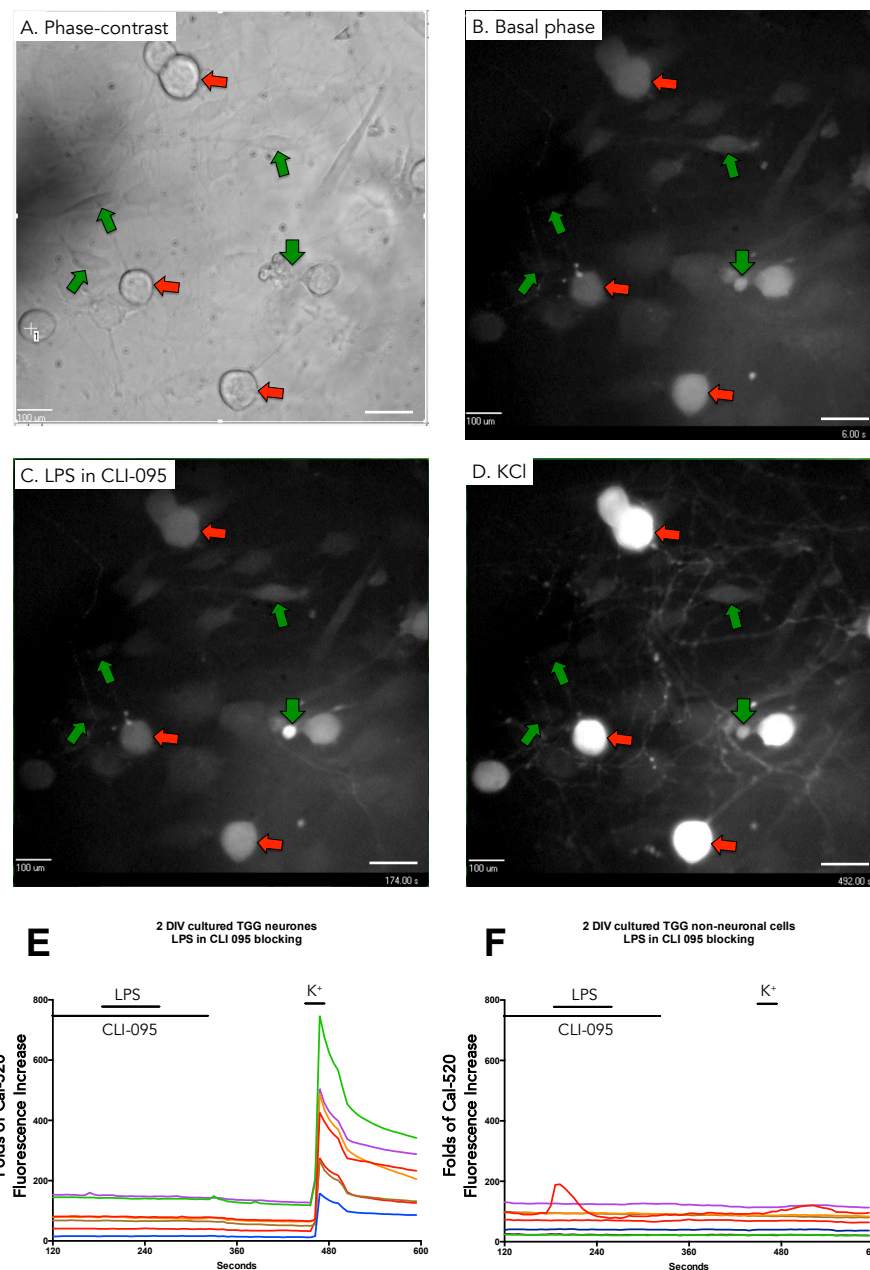 A. Phase-contrast
B. Basal phase
1
100 um
100 um
6.00 s
C. LPS in CLI-095
D. KCl
100 um
174.00 s
100 um
492.00 s
E
2 DIV cultured TGG neurones
LPS in CLI 095 blocking
Folds of Cal-520
Fluorescence Increase
800
600
400
200
0
LPS
CLI-095
K⁺
120
240
360
480
600
Seconds
F
2 DIV cultured TGG non-neuronal cells
LPS in CLI 095 blocking
Folds of Cal-520
Fluorescence Increase
800
600
400
200
0
LPS
CLI-095
K⁺
120
240
360
480
Seconds